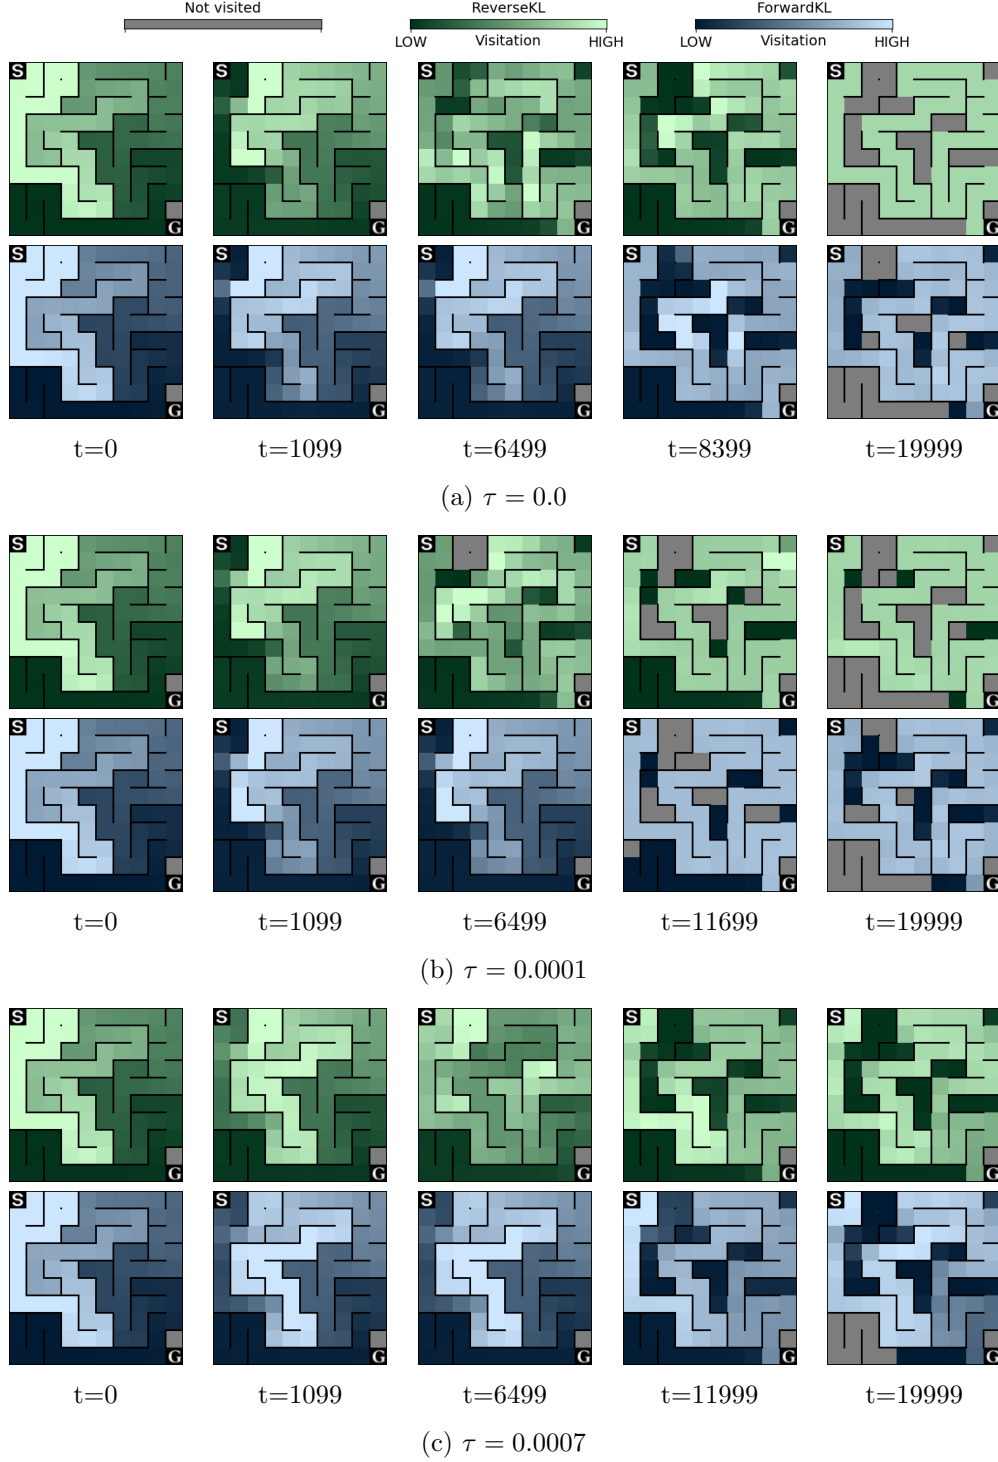 Not visited ReverseKL ForwardKL
LOW Visitation HIGH LOW Visitation HIGH
S S S S S
G G G G G
S S S S S
G G G G G
t=0 t=1099 t=6499 t=8399 t=19999
(a) τ = 0.0
S S S S S
G G G G G
S S S S S
G G G G G
t=0 t=1099 t=6499 t=11699 t=19999
(b) τ = 0.0001
S S S S S
G G G G G
S S S S S
G G G G G
t=0 t=1099 t=6499 t=11999 t=19999
(c) τ = 0.0007